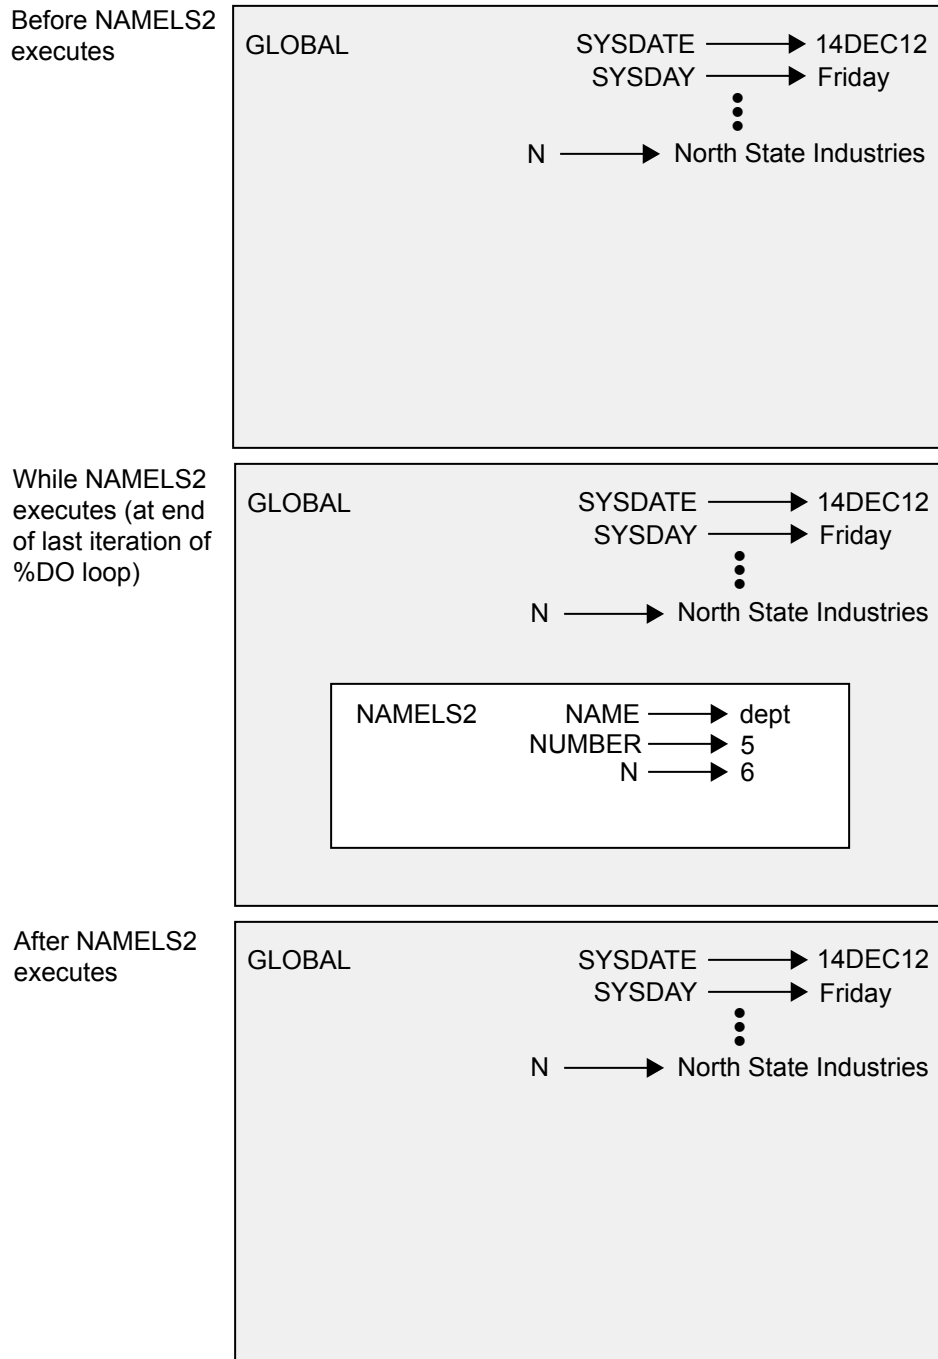 Before NAMELS2
executes
GLOBAL
SYSDATE 14DEC12
SYSDAY Friday
N North State Industries
While NAMELS2
executes (at end
of last iteration of
%DO loop)
GLOBAL
SYSDATE 14DEC12
SYSDAY Friday
N North State Industries
NAMELS2 NAME dept
NUMBER 5
N 6
After NAMELS2
executes
GLOBAL
SYSDATE 14DEC12
SYSDAY Friday
N North State Industries